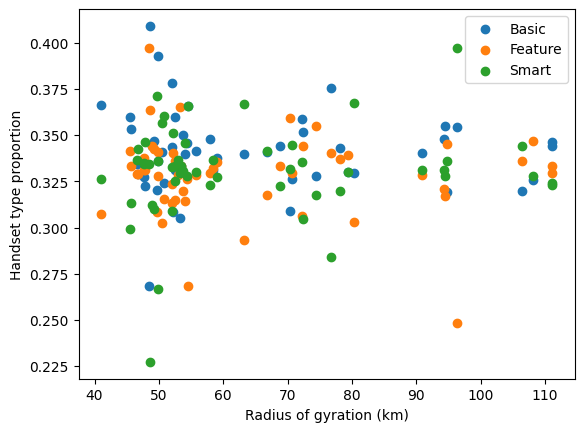 Basic
Feature
Smart
Handset type proportion
0.400
0.375
0.350
0.325
0.300
0.275
0.250
0.225
40 50 60 70 80 90 100 110
Radius of gyration (km)